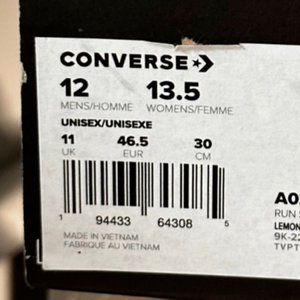 CONVERSE
12 13.5
MENS/HOMME WOMENS/FEMME
UNISEX/UNISEXE
11 46.5 30
UK EUR CM
1 94433 64308 5
MADE IN VIETNAM
FABRIQUE AU VIETNAM
A0
RUN
LEMON
9K-22
TVPT